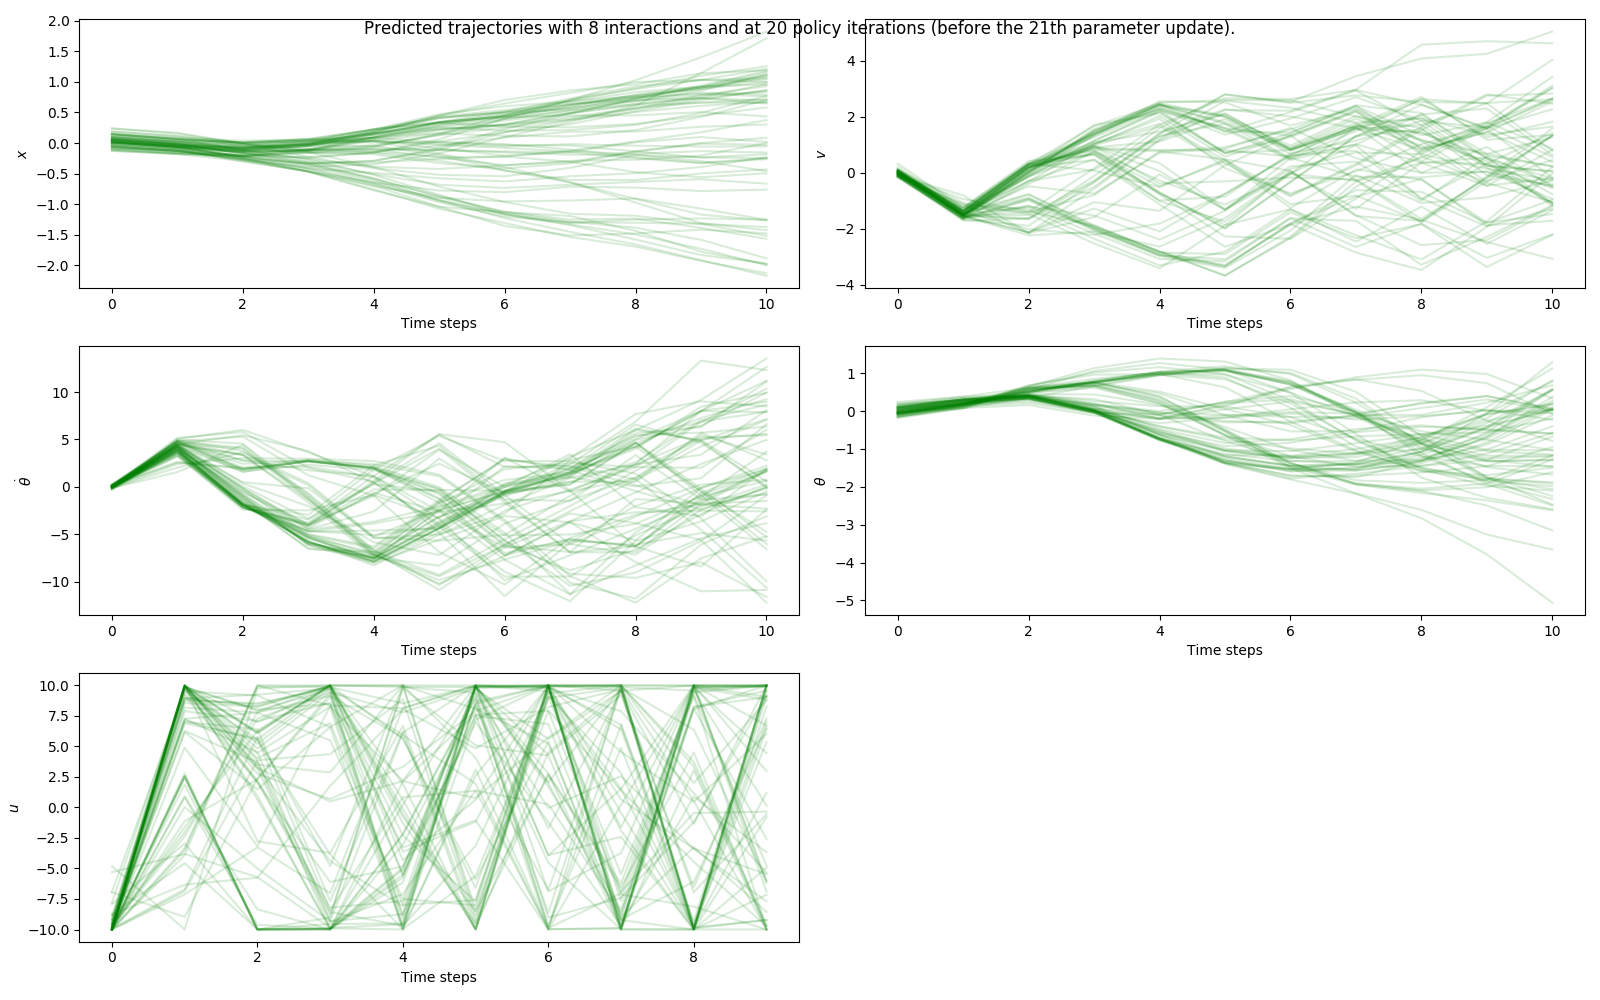 Predicted trajectories with 8 interactions and at 20 policy iterations (before the 21th parameter update).
2.0
1.5
1.0
0.5
0.0
−0.5
−1.0
−1.5
−2.0
x
0 2 4 6 8 10
Time steps
4
2
0
−2
−4
v
0 2 4 6 8 10
Time steps
10
5
0
−5
−10
θ̇
0 2 4 6 8 10
Time steps
1
0
−1
−2
−3
−4
−5
θ
0 2 4 6 8 10
Time steps
10.0
7.5
5.0
2.5
0.0
−2.5
−5.0
−7.5
−10.0
u
0 2 4 6 8
Time steps